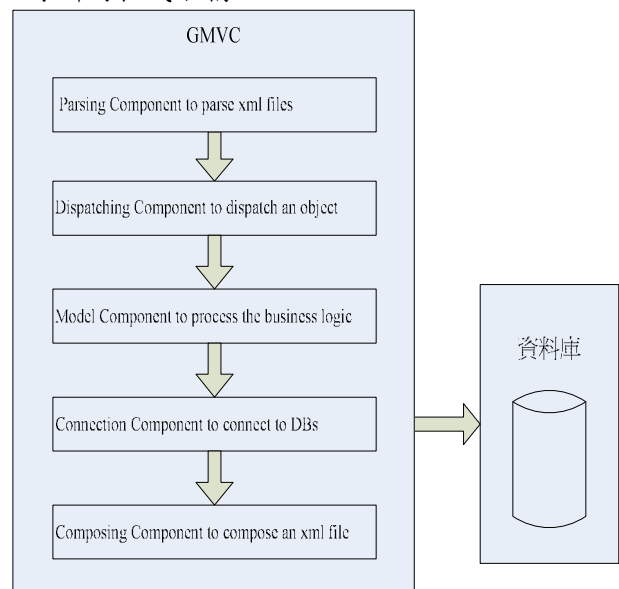 GMVC
Parsing Component to parse xml files
Dispatching Component to dispatch an object
Model Component to process the business logic
資料庫
Connection Component to connect to DBs
Composing Component to compose an xml file